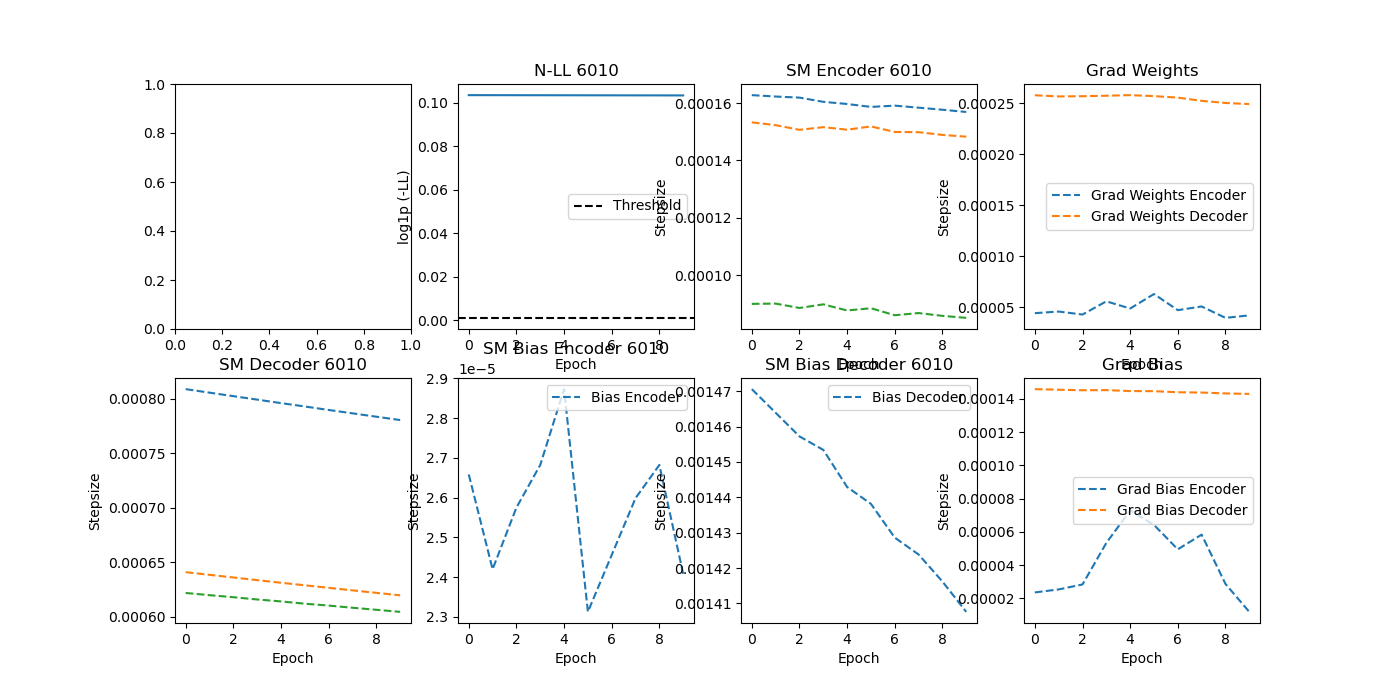 N-LL 6010
SM Encoder 6010
Grad Weights
1.0
0.8
0.6
0.4
0.2
0.0
0.0 0.2 0.4 0.6 0.8 1.0
log1p (-LL)
0.10
0.08
0.06
0.04
0.02
0.00
Threshold
0 2 4 6 8
Epoch
Stepsize
0.00016
0.00014
0.00012
0.00010
0 2 4 6 8
Epoch
Stepsize
0.00025
0.00020
0.00015
0.00010
0.00005
Grad Weights Encoder
Grad Weights Decoder
0 2 4 6 8
Epoch
SM Decoder 6010
SM Bias Encoder 6010
SM Bias Decoder 6010
Grad Bias
Stepsize
0.00080
0.00075
0.00070
0.00065
0.00060
0 2 4 6 8
Epoch
Stepsize
1e−5
2.9
2.8
2.7
2.6
2.5
2.4
2.3
Bias Encoder
0 2 4 6 8
Epoch
Stepsize
0.00147
0.00146
0.00145
0.00144
0.00143
0.00142
0.00141
Bias Decoder
0 2 4 6 8
Epoch
Stepsize
0.00014
0.00012
0.00010
0.00008
0.00006
0.00004
0.00002
Grad Bias Encoder
Grad Bias Decoder
0 2 4 6 8
Epoch